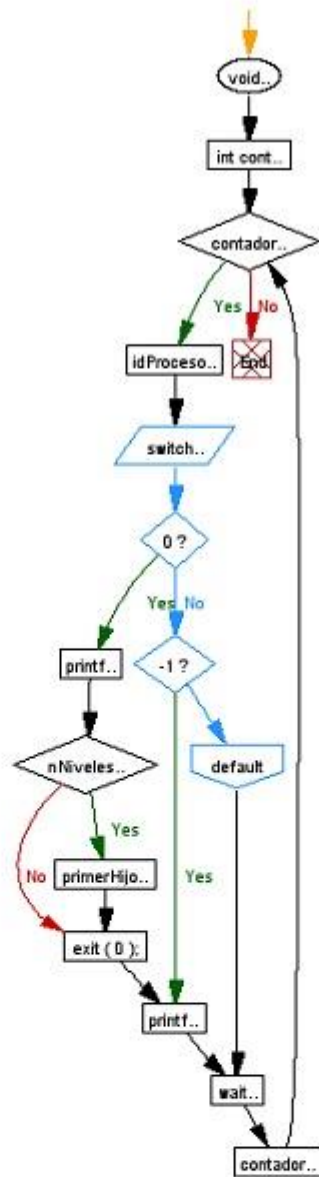 void..
int cont..
contador..
Yes
No
idProceso..
End
switch..
0 ?
Yes
No
printf..
-1 ?
nNiveles..
default
Yes
No
Yes
primerHijo..
exit ( 0 );
printf..
wait..
contador..